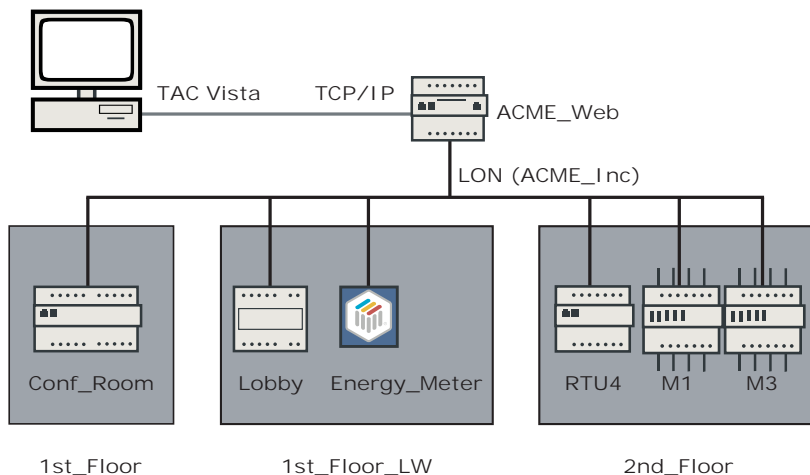 TAC Vista
TCP/IP
ACME_Web
LON (ACME_Inc)
Conf_Room
Lobby
Energy_Meter
RTU4
M1
M3
1st_Floor
1st_Floor_LW
2nd_Floor